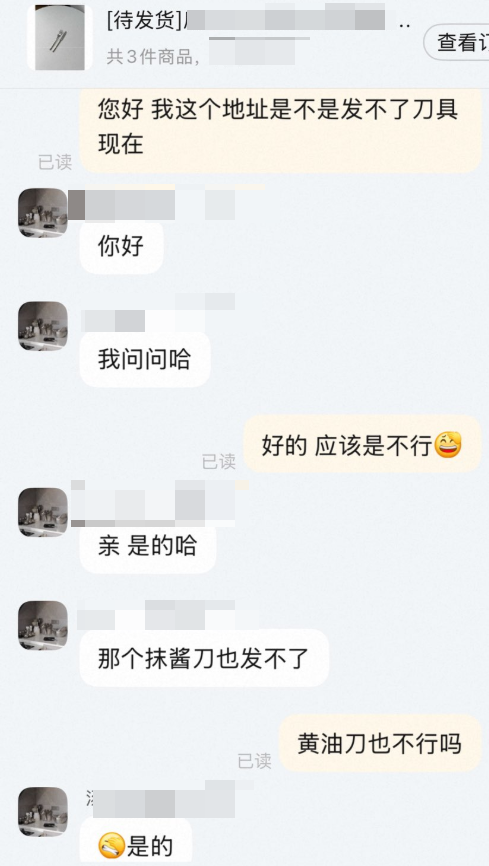 [待发货]
..
共3件商品,
查看订
您好 我这个地址是不是发不了刀具
现在
已读
你好
我问问哈
好的 应该是不行
已读
亲 是的哈
那个抹酱刀也发不了
黄油刀也不行吗
已读
是的